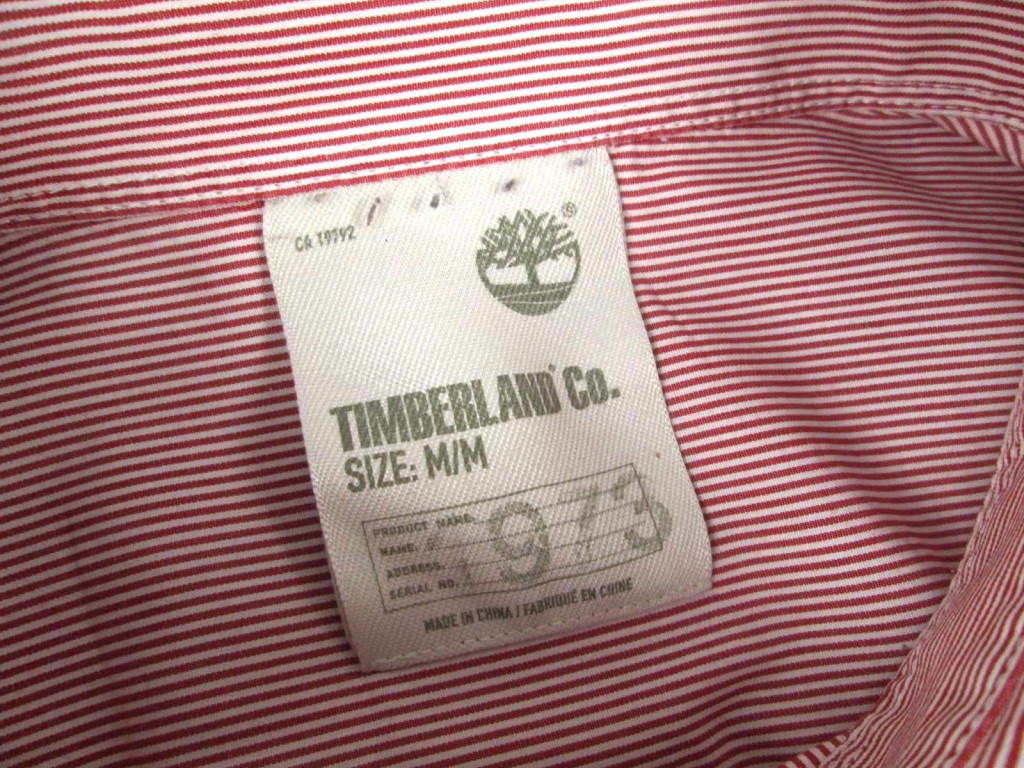 CA 19792
®
TIMBERLAND® Co.
SIZE: M/M
PRODUCT NAME.
NAME.
ADDRESS.
SERIAL NO.
1973
MADE IN CHINA / FABRIQUÉ EN CHINE